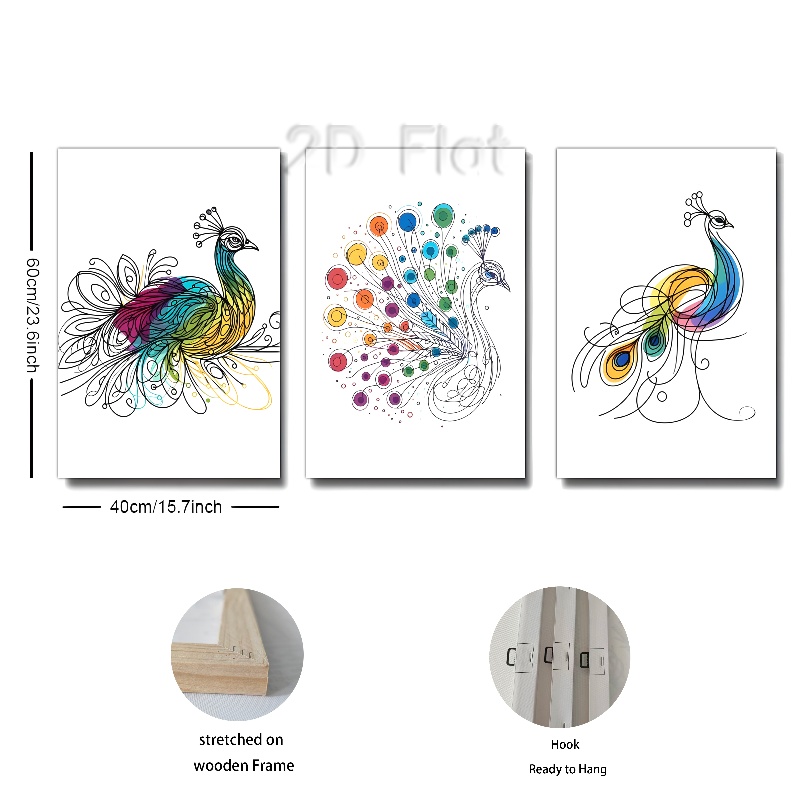 2D Flat
60cm/23.6inch
40cm/15.7inch
stretched on
wooden Frame
Hook
Ready to Hang